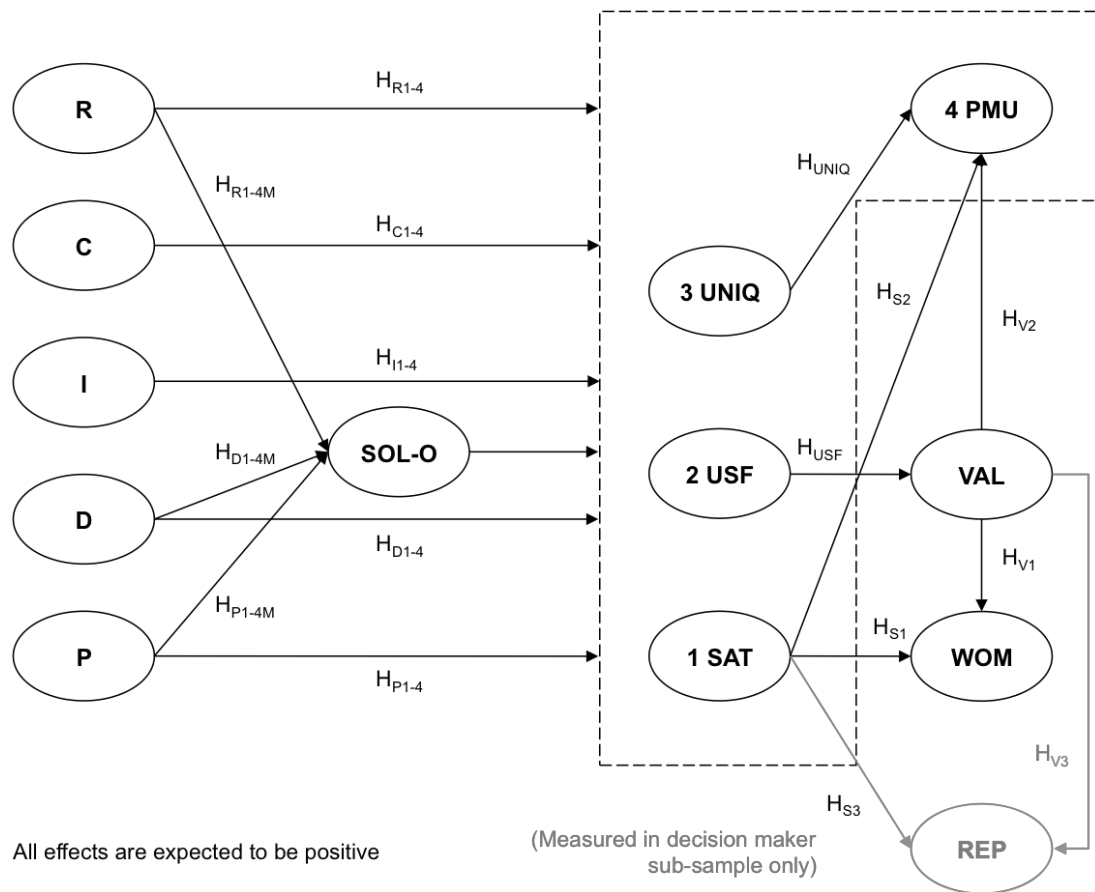 R
H_R1-4
4 PMU
H_UNIQ
H_R1-4M
C
H_C1-4
3 UNIQ
H_S2
H_V2
I
H_I1-4
SOL-O
H_D1-4M
H_USF
2 USF
VAL
D
H_D1-4
H_V1
H_P1-4M
H_S1
P
H_P1-4
1 SAT
WOM
H_V3
H_S3
All effects are expected to be positive
(Measured in decision maker
sub-sample only)
REP